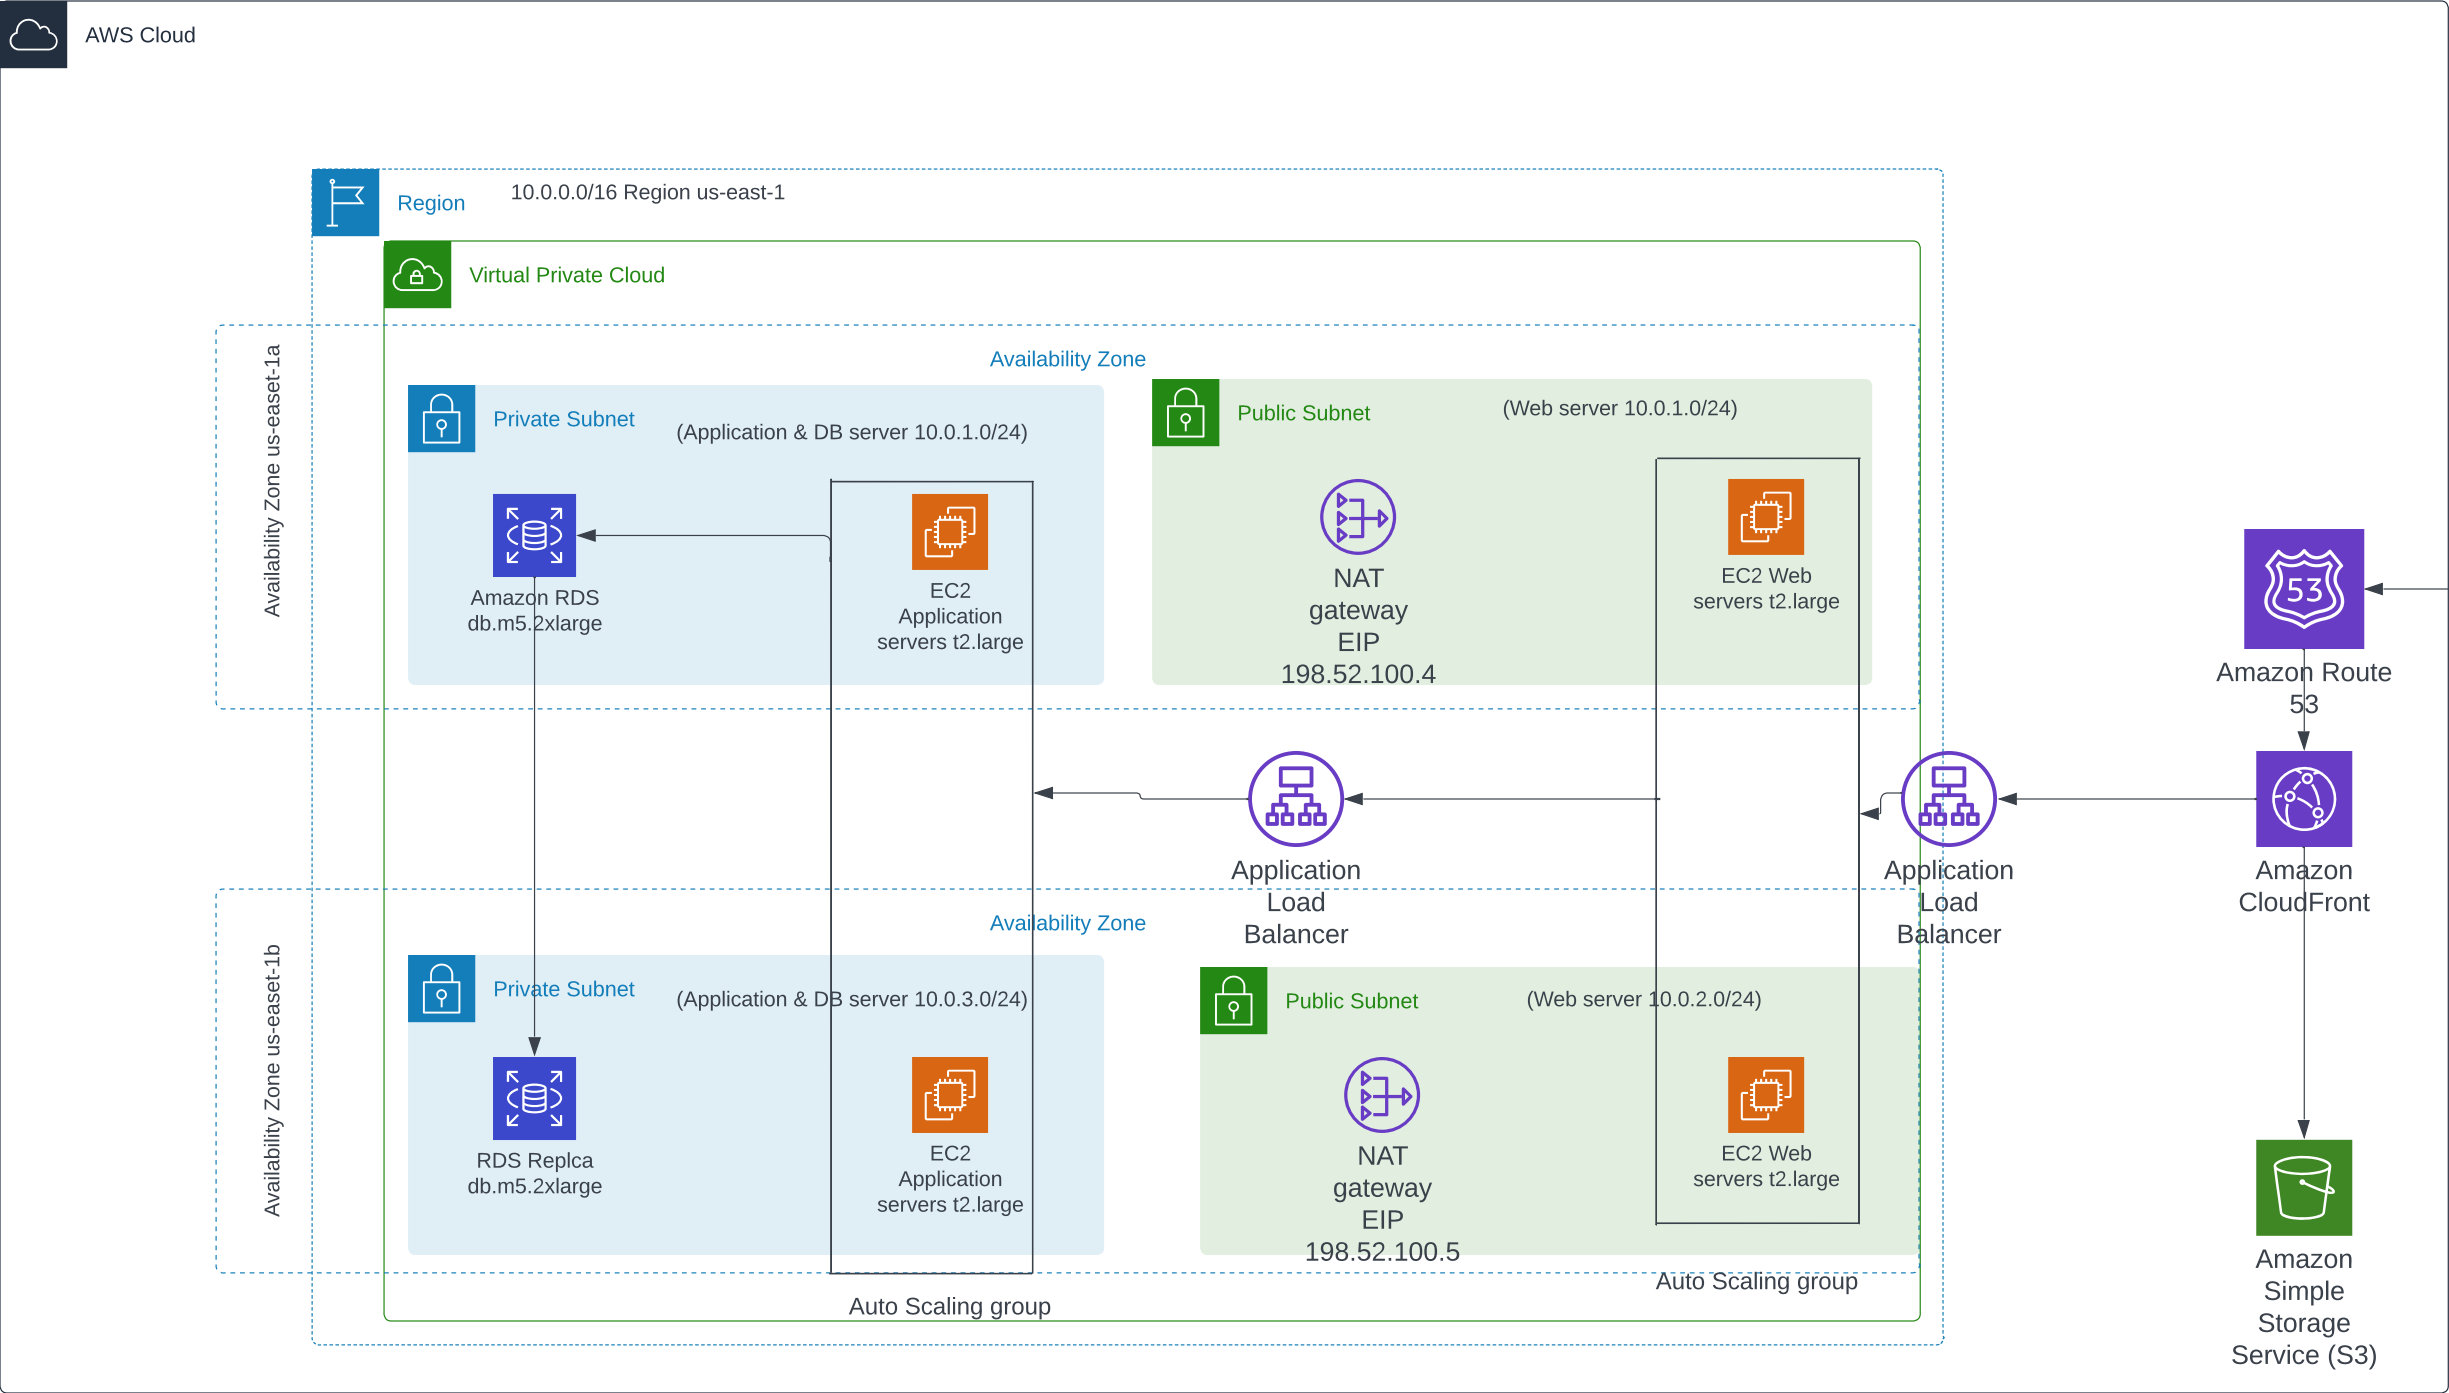 AWS Cloud
Region
10.0.0.0/16 Region us-east-1
Virtual Private Cloud
Availability Zone us-easet-1a
Availability Zone
Private Subnet
(Application & DB server 10.0.1.0/24)
Public Subnet
(Web server 10.0.1.0/24)
Amazon RDS
db.m5.2xlarge
EC2
Application
servers t2.large
NAT
gateway
EIP
198.52.100.4
EC2 Web
servers t2.large
53
Amazon Route
53
Application
Load
Balancer
Application
Load
Balancer
Amazon
CloudFront
Availability Zone us-easet-1b
Availability Zone
Private Subnet
(Application & DB server 10.0.3.0/24)
Public Subnet
(Web server 10.0.2.0/24)
RDS Replca
db.m5.2xlarge
EC2
Application
servers t2.large
NAT
gateway
EIP
198.52.100.5
EC2 Web
servers t2.large
Auto Scaling group
Auto Scaling group
Amazon
Simple
Storage
Service (S3)